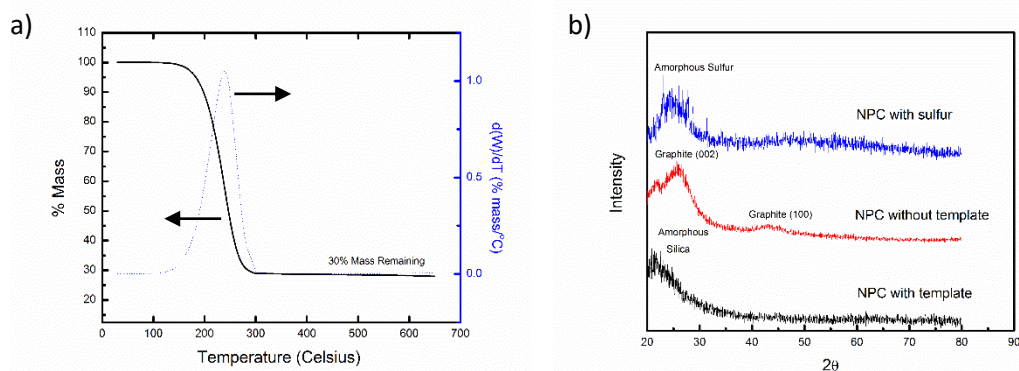 a)
110
100
90
80
70
60
50
40
30
20
% Mass
30% Mass Remaining
1.0
0.5
0.0
d(W)/dT (% mass/°C)
0 100 200 300 400 500 600 700
Temperature (Celsius)
b)
Intensity
Amorphous Sulfur
NPC with sulfur
Graphite (002)
NPC without template
Graphite (100)
Amorphous
Silica
NPC with template
20 30 40 50 60 70 80 90
2θ